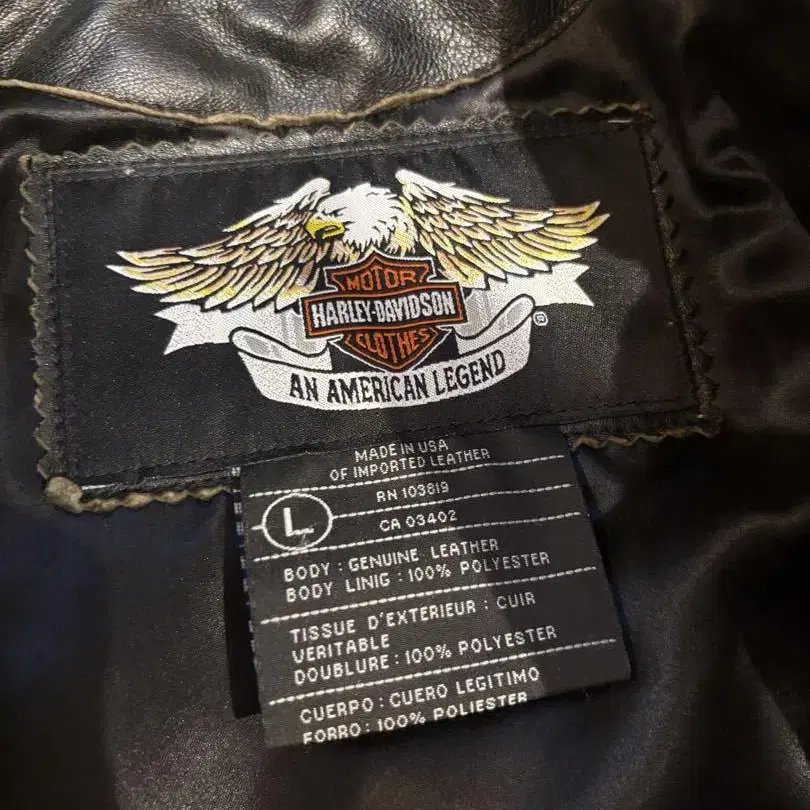 MOTOR
HARLEY-DAVIDSON
CLOTHES
®
AN AMERICAN LEGEND
MADE IN USA
OF IMPORTED LEATHER
RN 103819
L
CA 03402
BODY : GENUINE LEATHER
BODY LINIG : 100% POLYESTER
TISSUE D'EXTERIEUR : CUIR
VERITABLE
DOUBLURE : 100% POLYESTER
CUERPO : CUERO LEGITIMO
FORRO : 100% POLIESTER